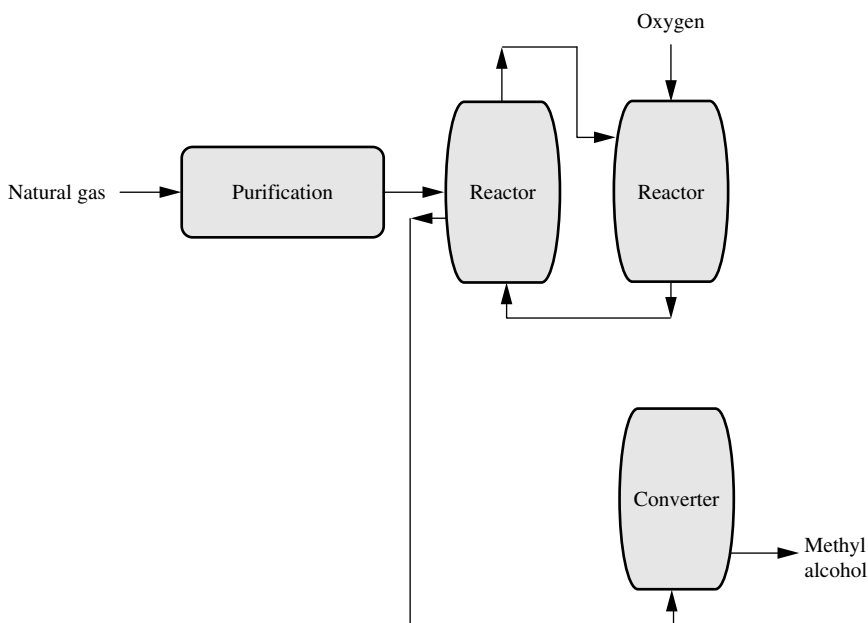 Oxygen
Natural gas
Purification
Reactor
Reactor
Converter
Methyl
alcohol